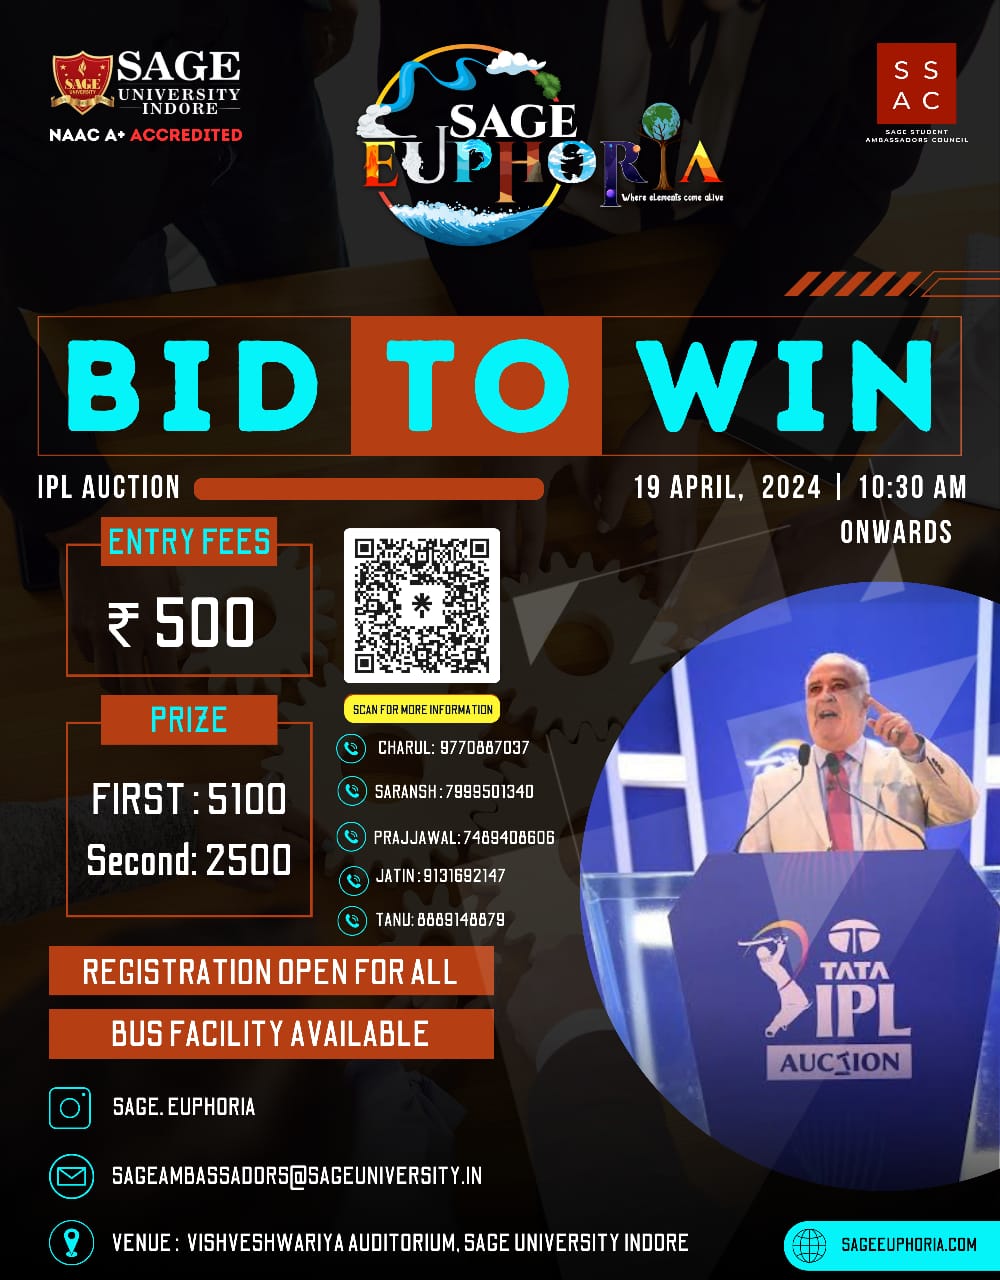 SAGE
UNIVERSITY
INDORE
NAAC A+ ACCREDITED
SAGE
UNIVERSITY
SAGE
EUPHORIA
Where elements come alive
S S
A C
SAGE STUDENT
AMBASSADORS COUNCIL
BID TO WIN
IPL AUCTION
19 APRIL, 2024 | 10:30 AM
ONWARDS
ENTRY FEES
₹ 500
SCAN FOR MORE INFORMATION
PRIZE
FIRST : 5100
Second: 2500
CHARUL: 9770887037
SARANSH : 7999501340
PRAJJAWAL: 7489408606
JATIN : 9131692147
TANU: 8889148879
REGISTRATION OPEN FOR ALL
BUS FACILITY AVAILABLE
TATA
IPL
AUCTION
SAGE. EUPHORIA
SAGEAMBASSADORS@SAGEUNIVERSITY.IN
VENUE : VISHVESHWARIYA AUDITORIUM, SAGE UNIVERSITY INDORE
SAGEEUPHORIA.COM